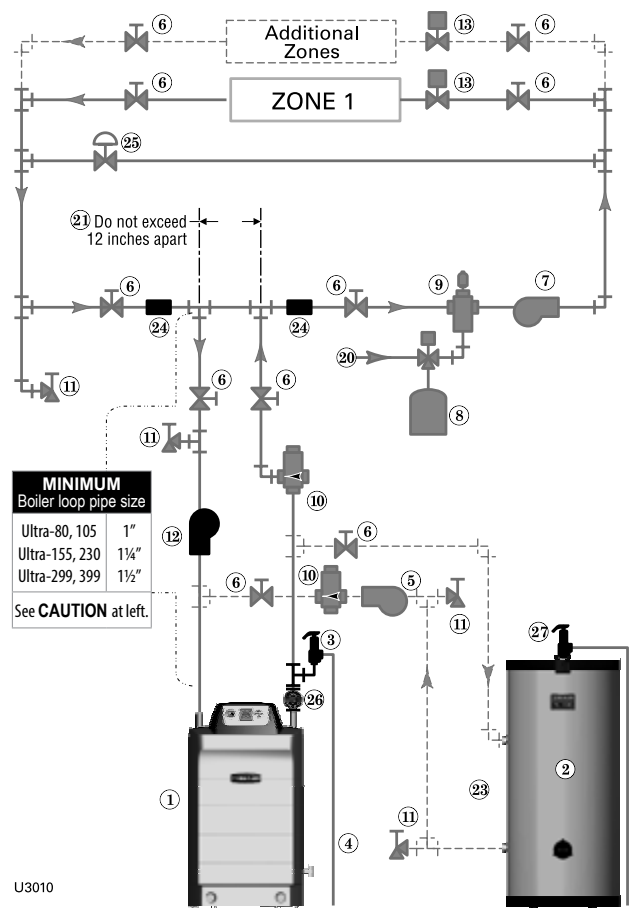 6
Additional
Zones
13
6
6
ZONE 1
13
6
25
21 Do not exceed
12 inches apart
6
24
6
24
9
7
20
8
11
6
6
11
10
MINIMUM
Boiler loop pipe size
Ultra-80, 105 1"
Ultra-155, 230 1¼"
Ultra-299, 399 1½"
See CAUTION at left.
12
6
6
10
5
11
3
27
26
1
2
23
11
4
U3010